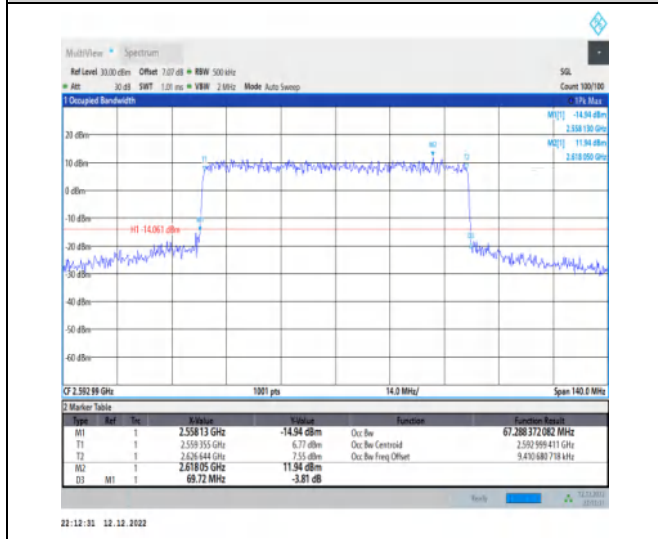 MultiView Spectrum
Ref Level 30.00 dBm Offset 7.07 dB RBW 500 kHz SGL
Att 30 dB SWT 1.01 ms VBW 2 MHz Mode Auto Sweep Count 100/100
1 Occupied Bandwidth 1Pk Max
M1[1] -14.94 dBm
2.558 130 GHz
M2[1] 11.94 dBm
2.618 050 GHz
20 dBm
M2
T1 T2
10 dBm
0 dBm
-10 dBm
H1 -14.061 dBm
-20 dBm
-30 dBm
-40 dBm
-50 dBm
-60 dBm
CF 2.592 99 GHz 1001 pts 14.0 MHz/ Span 140.0 MHz
2 Marker Table
Type Ref Trc X-Value Y-Value Function Function Result
M1 1 2.55813 GHz -14.94 dBm Occ Bw 67.288 372 082 MHz
T1 1 2.559 355 GHz 6.77 dBm Occ Bw Centroid 2.592 999 411 GHz
T2 1 2.626 644 GHz 7.55 dBm Occ Bw Freq Offset 9.410 680 718 kHz
M2 1 2.61805 GHz 11.94 dBm
D3 M1 1 69.72 MHz -3.81 dB
Ready 12.12.2022
22:12:31 12.12.2022